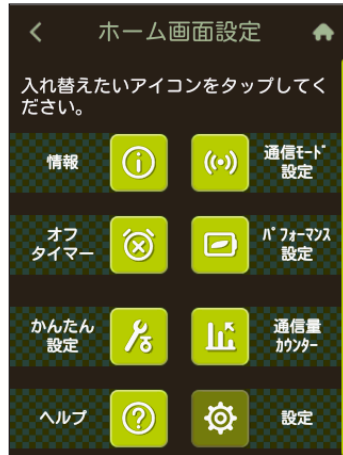 ホーム画面設定
入れ替えたいアイコンをタップしてく
ださい。
情報
通信ﾓｰﾄﾞ
設定
オフ
タイマー
ﾊﾟﾌｫｰﾏﾝｽ
設定
かんたん
設定
通信量
ｶｳﾝﾀｰ
ヘルプ
設定